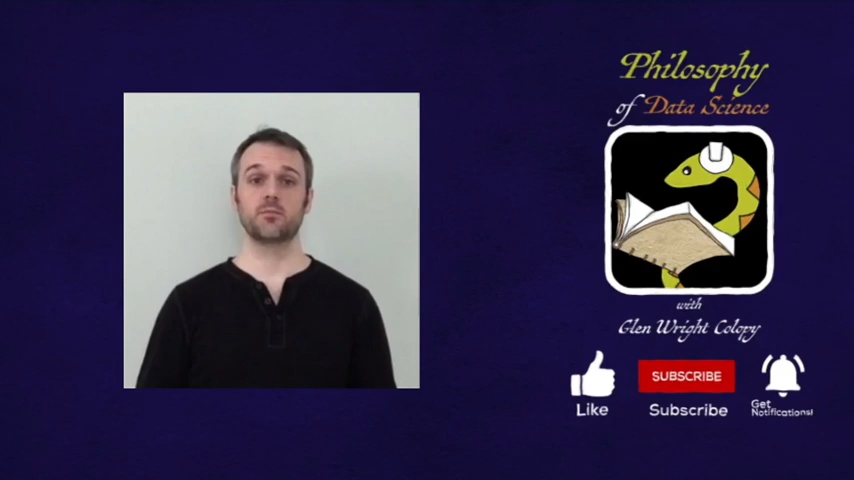 Philosophy
of Data Science
with
Glen Wright Colopy
Like
SUBSCRIBE
Subscribe
Get
Notifications!